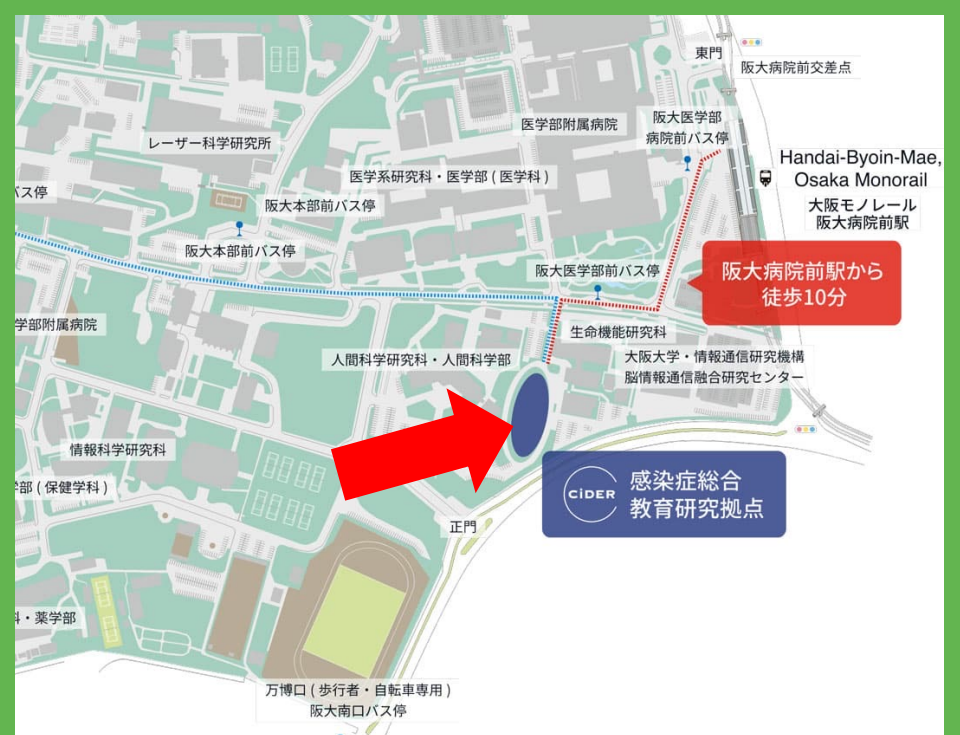 東門
阪大病院前交差点
阪大医学部
病院前バス停
医学部附属病院
レーザー科学研究所
Handai-Byoin-Mae,
Osaka Monorail
大阪モノレール
阪大病院前駅
医学系研究科・医学部 ( 医学科 )
バス停
阪大本部前バス停
阪大本部前バス停
阪大医学部前バス停
阪大病院前駅から
徒歩10分
学部附属病院
生命機能研究科
人間科学研究科・人間科学部
大阪大学・情報通信研究機構
脳情報通信融合研究センター
情報科学研究科
CiDER
感染症総合
教育研究拠点
学部 ( 保健学科 )
正門
科・薬学部
万博口 ( 歩行者・自転車専用 )
阪大南口バス停